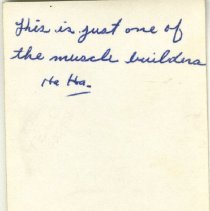 This is just one of
the muscle builders
Ha Ha.